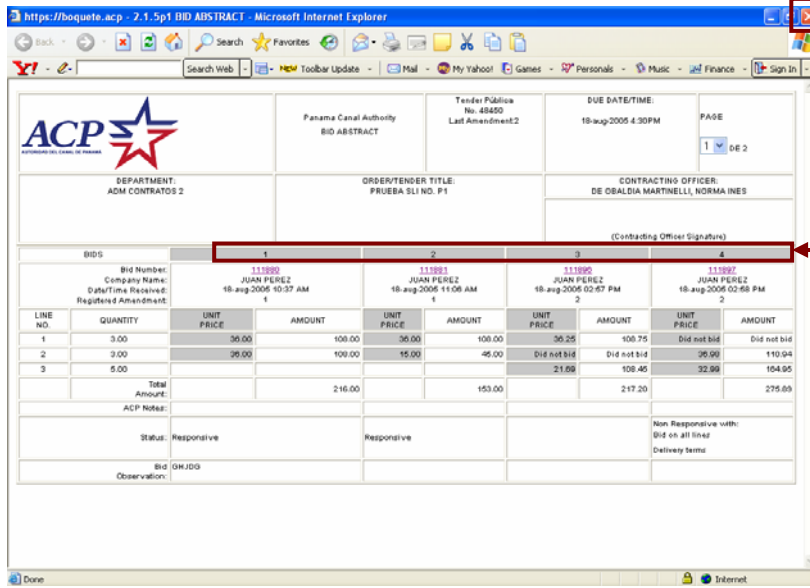 https://boquete.acp - 2.1.5p1 BID ABSTRACT - Microsoft Internet Explorer
Back Search Favorites
Y! Search Web NEW Toolbar Update Mail My Yahoo! Games Personals Music Finance Sign In
ACP
AUTORIDAD DEL CANAL DE PANAMÁ
Panama Canal Authority
BID ABSTRACT
Tender Pública
No. 48450
Last Amendment:2
DUE DATE/TIME:
18-aug-2005 4:30PM
PAGE
1 DE 2
DEPARTMENT:
ADM CONTRATOS 2
ORDER/TENDER TITLE:
PRUEBA SLI NO. P1
CONTRACTING OFFICER:
DE OBALDIA MARTINELLI, NORMA INES
(Contracting Officer Signature)
BIDS 1 2 3 4
Bid Number: 111880 111881 111896 111897
Company Name: JUAN PEREZ JUAN PEREZ JUAN PEREZ JUAN PEREZ
Date/Time Received: 18-aug-2005 10:37 AM 18-aug-2005 11:06 AM 18-aug-2005 02:57 PM 18-aug-2005 02:58 PM
Registered Amendment: 1 1 2 2
LINE NO. QUANTITY UNIT PRICE AMOUNT UNIT PRICE AMOUNT UNIT PRICE AMOUNT UNIT PRICE AMOUNT
1 3.00 36.00 108.00 36.00 108.00 36.25 108.75 Did not bid Did not bid
2 3.00 36.00 108.00 15.00 45.00 Did not bid Did not bid 36.98 110.94
3 5.00 21.69 108.45 32.99 164.95
Total Amount: 216.00 153.00 217.20 275.89
ACP Notes:
Status: Responsive Responsive Non Responsive with:
Bid on all lines
Delivery terms
Bid Observation: GHJDG
Done Internet